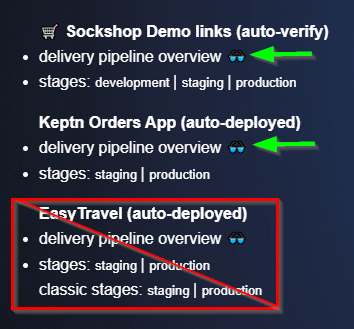 Sockshop Demo links (auto-verify)
delivery pipeline overview
stages: development | staging | production
Keptn Orders App (auto-deployed)
delivery pipeline overview
stages: staging | production
EasyTravel (auto-deployed)
delivery pipeline overview
stages: staging | production
classic stages: staging | production